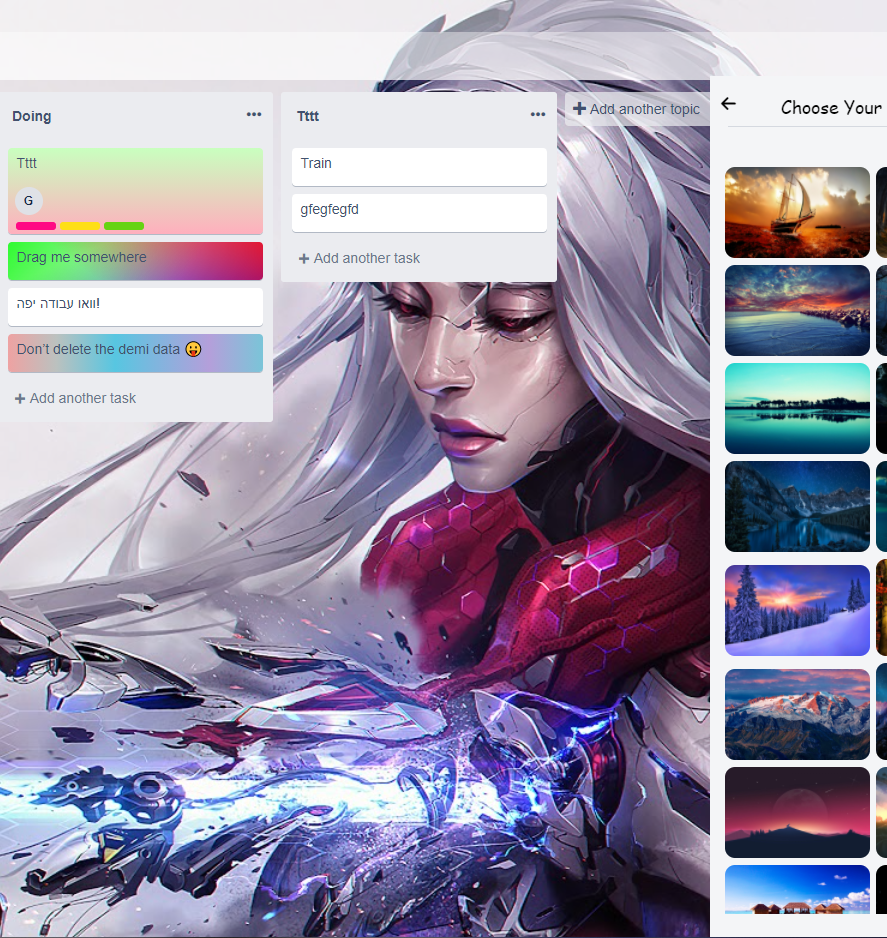 Doing
•••
Tttt
G
Drag me somewhere
וואו עבודה יפה!
Don't delete the demi data 😛
+ Add another task
Tttt
•••
Train
gfegfegfd
+ Add another task
+ Add another topic
Choose Your